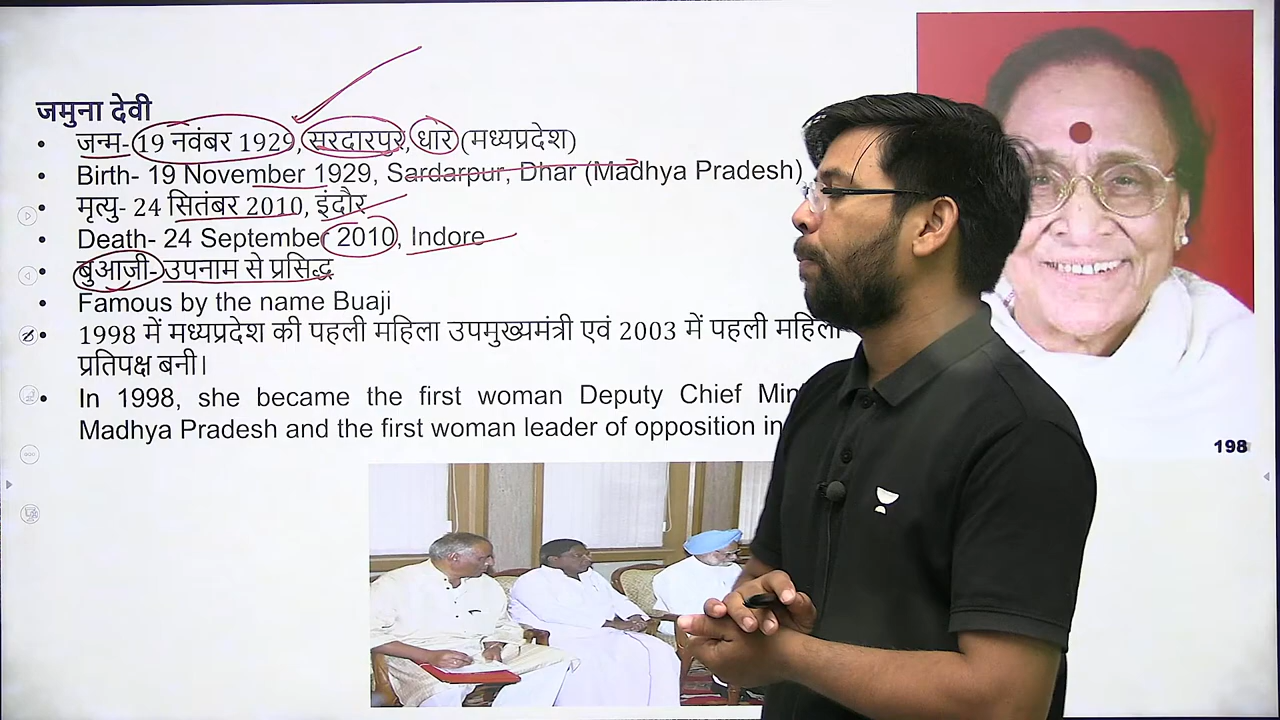 जमुना देवी
• जन्म- 19 नवंबर 1929, सरदारपुर, धार (मध्यप्रदेश)
• Birth- 19 November 1929, Sardarpur, Dhar (Madhya Pradesh)
• मृत्यु- 24 सितंबर 2010, इंदौर
• Death- 24 September 2010, Indore
• बुआजी- उपनाम से प्रसिद्ध
• Famous by the name Buaji
• 1998 में मध्यप्रदेश की पहली महिला उपमुख्यमंत्री एवं 2003 में पहली महिला
प्रतिपक्ष बनी।
• In 1998, she became the first woman Deputy Chief
Madhya Pradesh and the first woman leader of opposition in
198